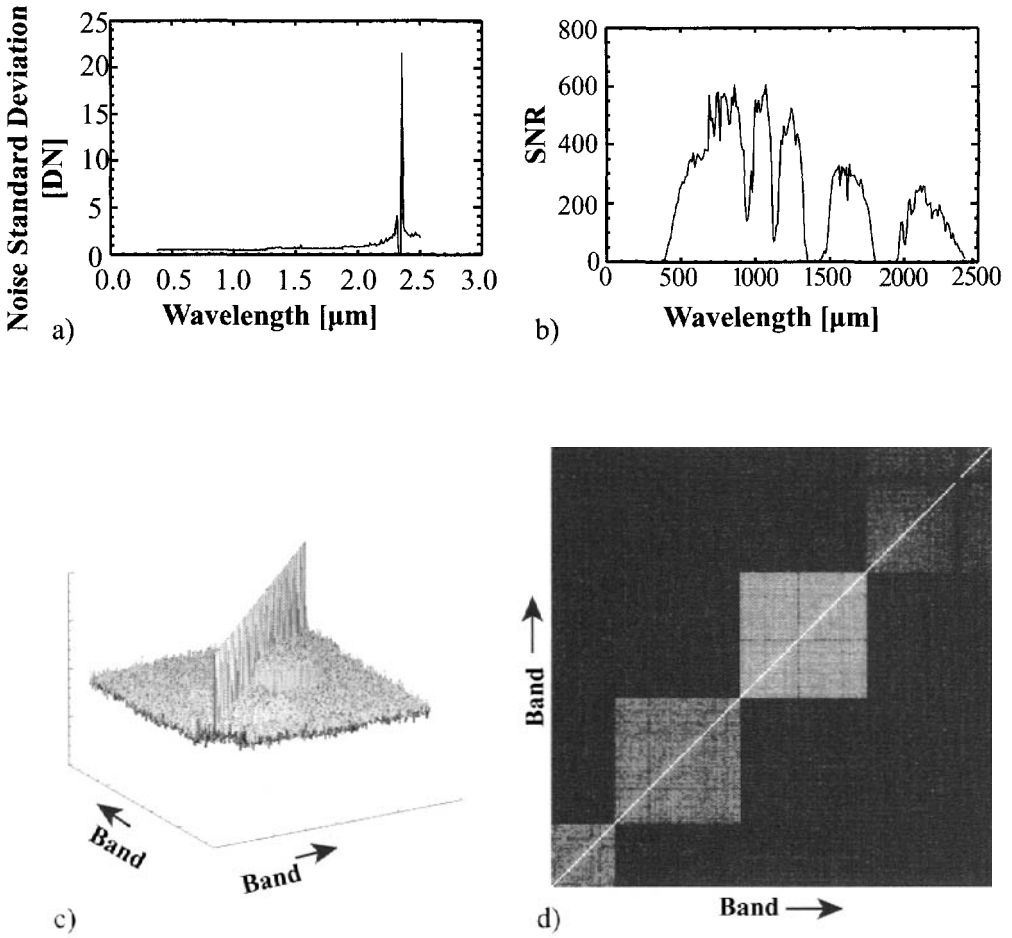 Noise Standard Deviation
[DN]
25
20
15
10
5
0
0.0 0.5 1.0 1.5 2.0 2.5 3.0
Wavelength [µm]
a)
SNR
800
600
400
200
0
0 500 1000 1500 2000 2500
Wavelength [µm]
b)
Band
Band
c)
Band
Band
d)